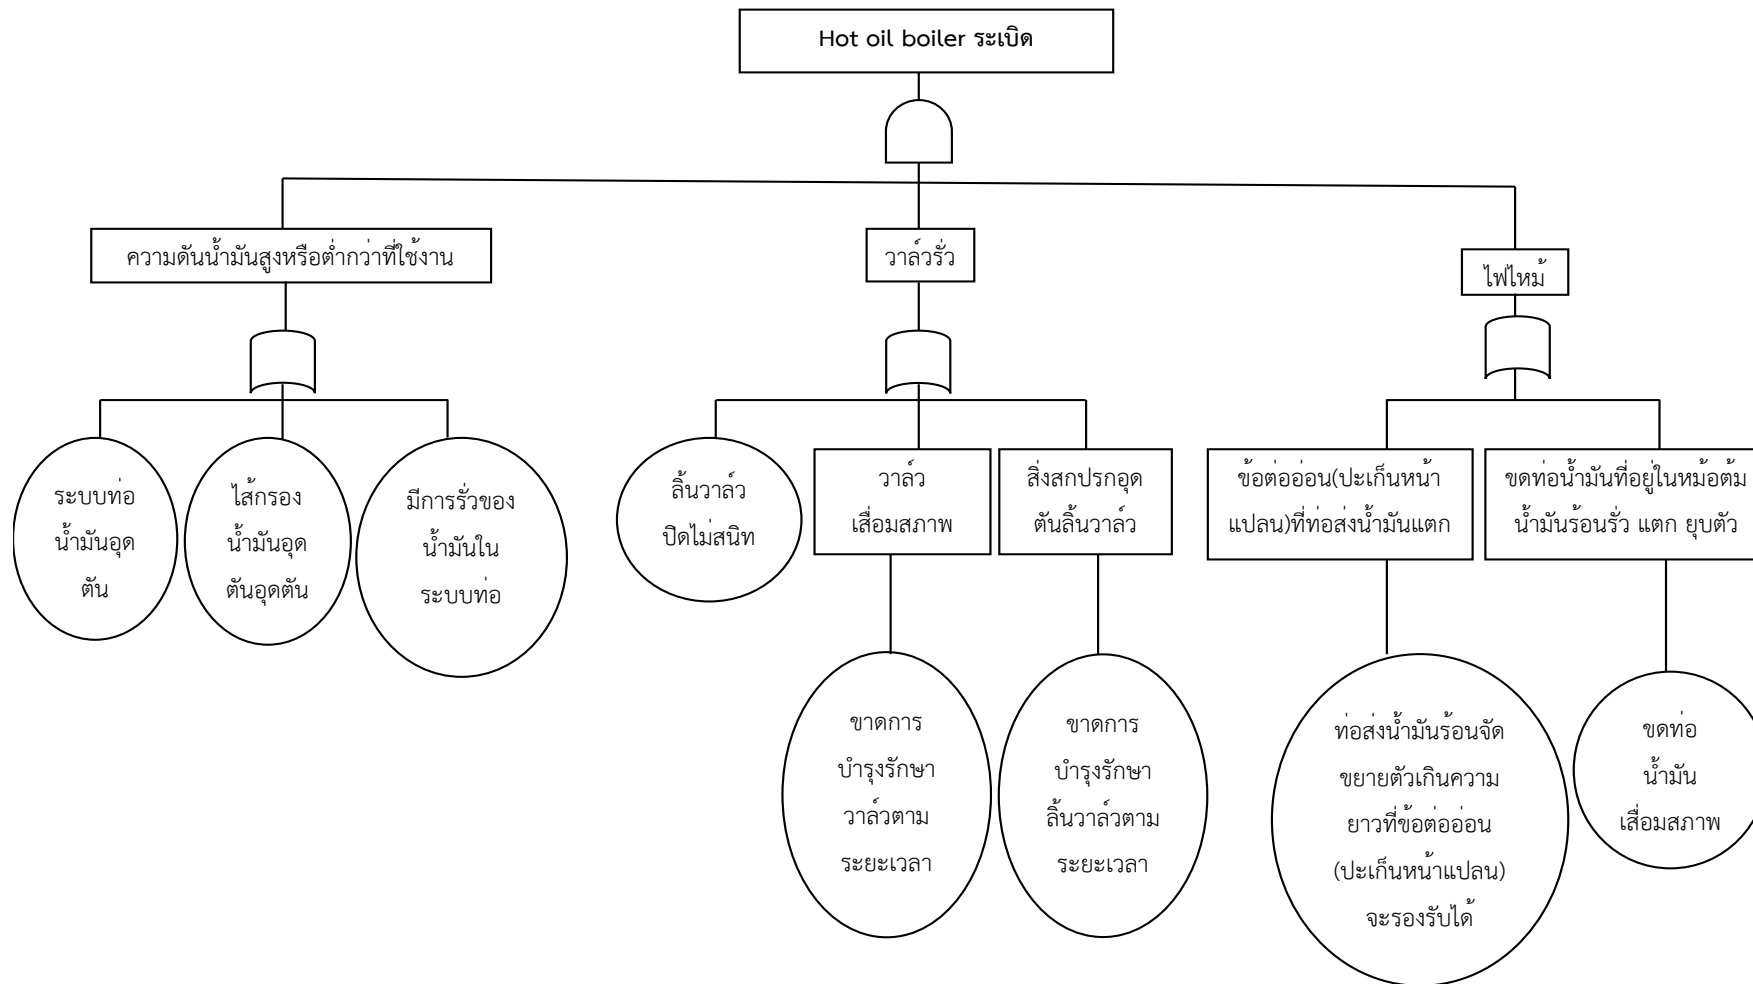 Hot oil boiler ระเบิด
ความดันน้ำมันสูงหรือต่ำกว่าที่ใช้งาน
วาล์วรั่ว
ไฟไหม้
ระบบท่อ
น้ำมันอุด
ตัน
ไส้กรอง
น้ำมันอุด
ตันอุดตัน
มีการรั่วของ
น้ำมันใน
ระบบท่อ
ลิ้นวาล์ว
ปิดไม่สนิท
วาล์ว
เสื่อมสภาพ
สิ่งสกปรกอุด
ตันลิ้นวาล์ว
ข้อต่ออ่อน(ปะเก็นหน้า
แปลน)ที่ท่อส่งน้ำมันแตก
ขดท่อน้ำมันที่อยู่ในหม้อต้ม
น้ำมันร้อนรั่ว แตก ยุบตัว
ขาดการ
บำรุงรักษา
วาล์วตาม
ระยะเวลา
ขาดการ
บำรุงรักษา
ลิ้นวาล์วตาม
ระยะเวลา
ท่อส่งน้ำมันร้อนจัด
ขยายตัวเกินความ
ยาวที่ข้อต่ออ่อน
(ปะเก็นหน้าแปลน)
จะรองรับได้
ขดท่อ
น้ำมัน
เสื่อมสภาพ